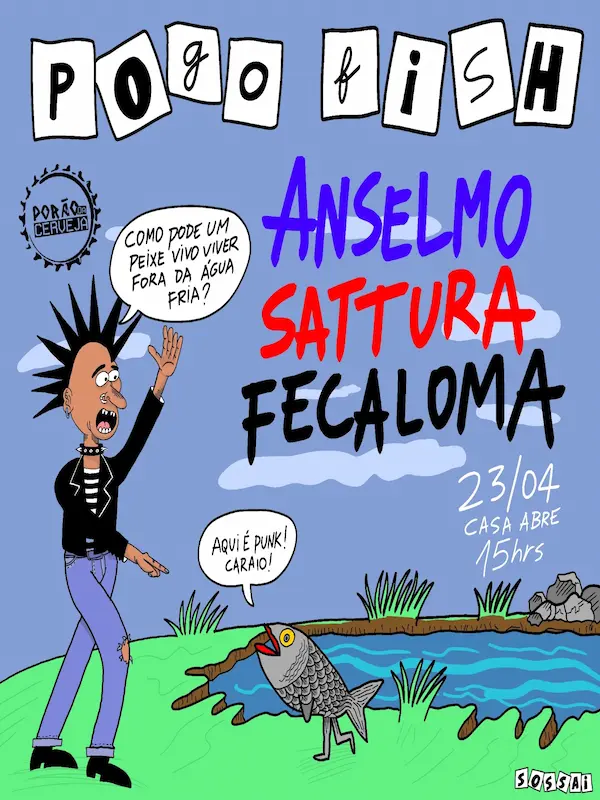 POgO fiSH
PORÃO DA
CERVEJA
COMO PODE UM
PEIXE VIVO VIVER
FORA DA ÁGUA
FRIA?
ANSELMO
SATTURA
FECALOMA
23/04
CASA ABRE
15hrs
AQUI É PUNK!
CARAIO!
SOSSAI